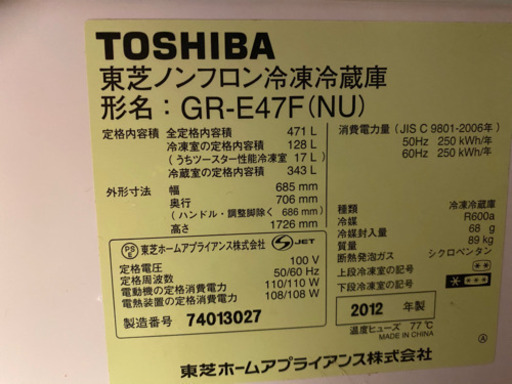 TOSHIBA
東芝ノンフロン冷凍冷蔵庫
形名：GR-E47F(NU)
定格内容積 全定格内容積 471 L
冷凍室の定格内容積 128 L
(うちツースター性能冷凍室 17 L)
冷蔵室の定格内容積 343 L
外形寸法 幅 685 mm
奥行 706 mm
(ハンドル・調整脚除く 686 mm)
高さ 1726 mm
PS E 東芝ホームアプライアンス株式会社 S JET
定格電圧 100 V
定格周波数 50/60 Hz
電動機の定格消費電力 110/110 W
電熱装置の定格消費電力 108/108 W
製造番号 74013027
消費電力量 (JIS C 9801-2006年)
50Hz 250 kWh/年
60Hz 250 kWh/年
種類 冷凍冷蔵庫
冷媒 R600a
冷媒封入量 68 g
質量 89 kg
断熱発泡ガス シクロペンタン
上段冷凍室の記号 **
下段冷凍室の記号 ****
2012 年製
温度ヒューズ 77℃
MADE IN CHINA
Ⓐ
東芝ホームアプライアンス株式会社